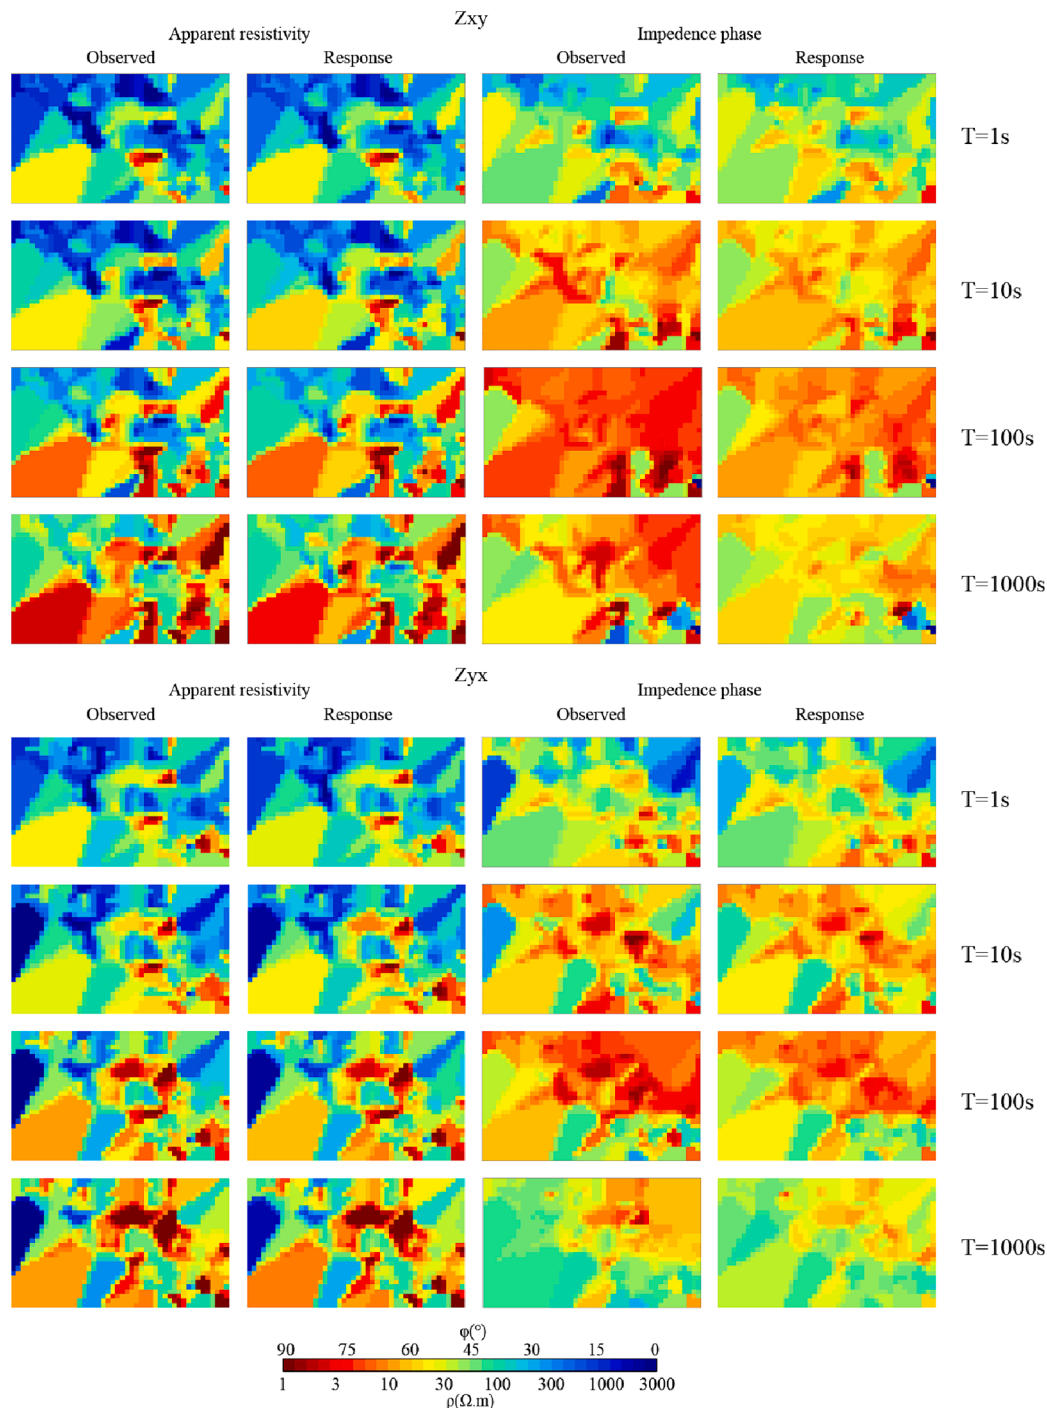 Zxy
Apparent resistivity Impedence phase
Observed Response Observed Response
T=1s
T=10s
T=100s
T=1000s
Zyx
Apparent resistivity Impedence phase
Observed Response Observed Response
T=1s
T=10s
T=100s
T=1000s
φ(°)
90 75 60 45 30 15 0
1 3 10 30 100 300 1000 3000
ρ(Ω.m)